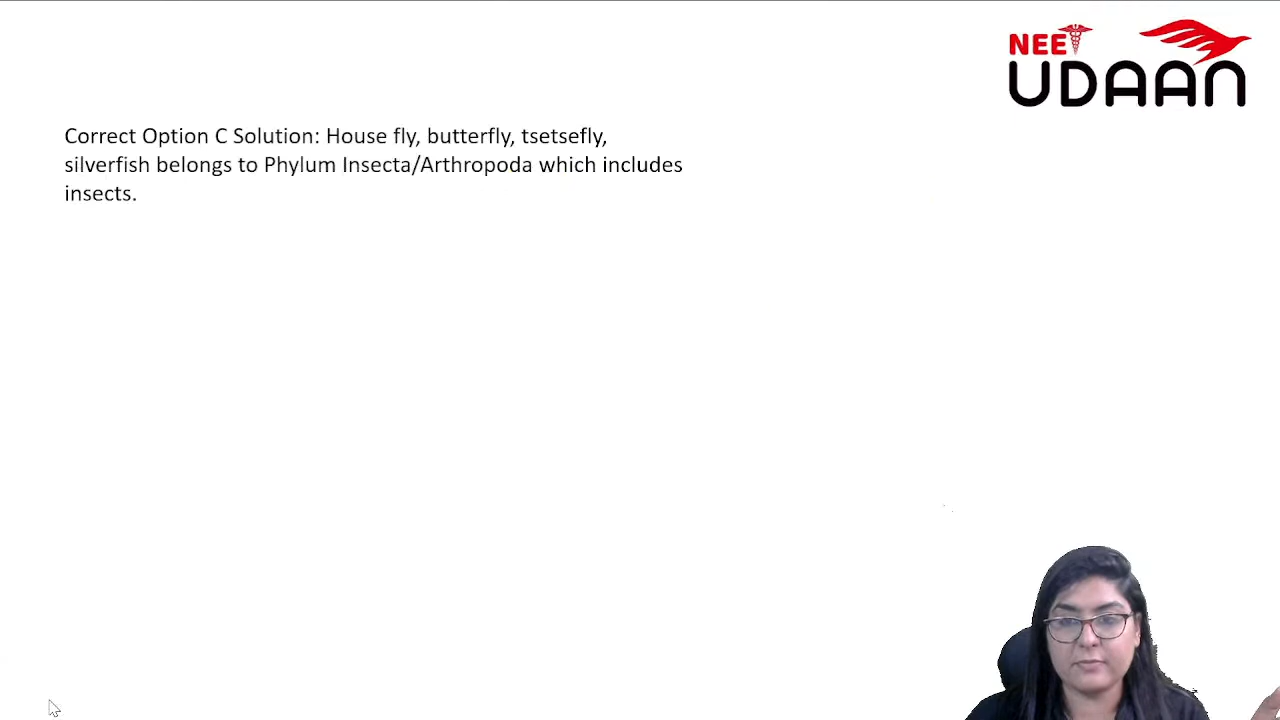 NEET
UDAAN
Correct Option C Solution: House fly, butterfly, tsetsefly,
silverfish belongs to Phylum Insecta/Arthropoda which includes
insects.